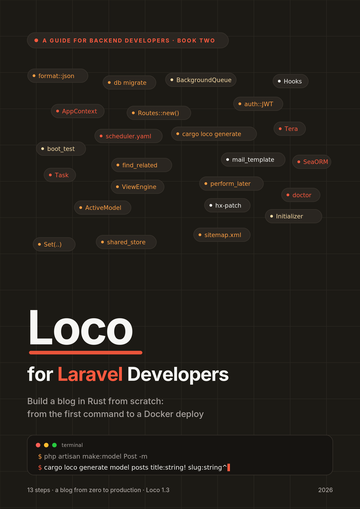 A GUIDE FOR BACKEND DEVELOPERS · BOOK TWO
format::json
db migrate
BackgroundQueue
Hooks
AppContext
Routes::new()
auth::JWT
scheduler.yaml
cargo loco generate
Tera
boot_test
find_related
mail_template
SeaORM
Task
ViewEngine
perform_later
doctor
ActiveModel
hx-patch
Initializer
Set(..)
shared_store
sitemap.xml
Loco
for Laravel Developers
Build a blog in Rust from scratch:
from the first command to a Docker deploy
terminal
$ php artisan make:model Post -m
$ cargo loco generate model posts title:string! slug:string^
13 steps · a blog from zero to production · Loco 1.3
2026